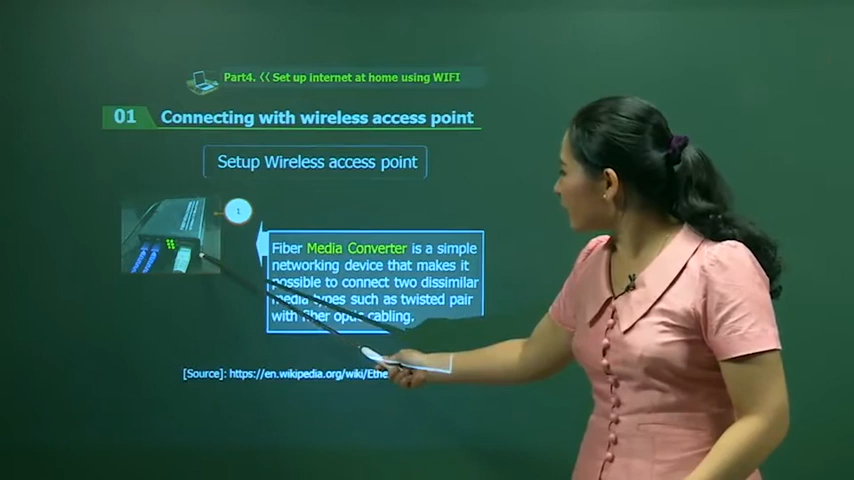 Part4. 《 Set up internet at home using WIFI
01 Connecting with wireless access point
Setup Wireless access point
1
Fiber Media Converter is a simple
networking device that makes it
possible to connect two dissimilar
media types such as twisted pair
with fiber optic cabling.
[Source]: https://en.wikipedia.org/wiki/Ethe